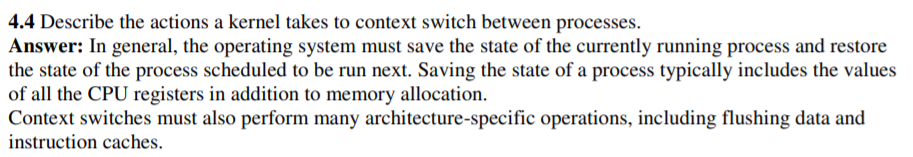 4.4 Describe the actions a kernel takes to context switch between processes.
Answer: In general, the operating system must save the state of the currently running process and restore
the state of the process scheduled to be run next. Saving the state of a process typically includes the values
of all the CPU registers in addition to memory allocation.
Context switches must also perform many architecture-specific operations, including flushing data and
instruction caches.